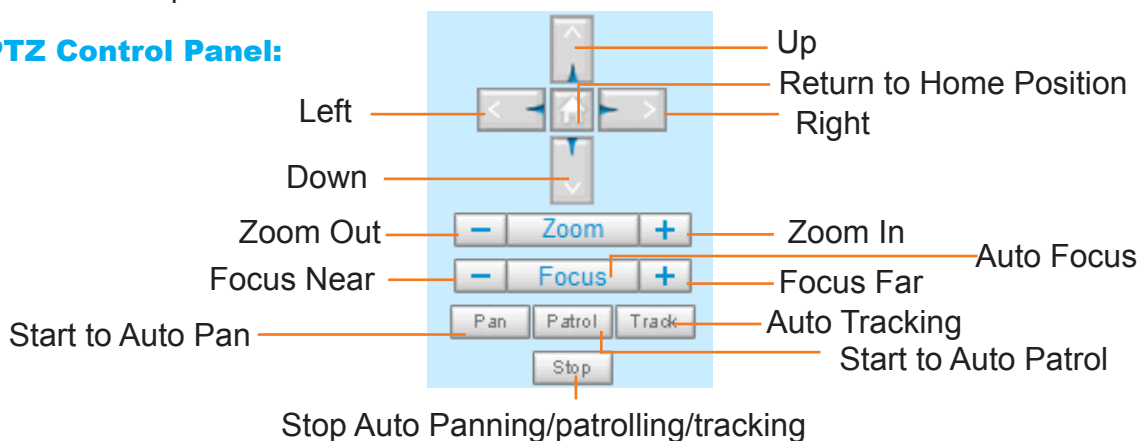 PTZ Control Panel:
Up
Return to Home Position
Left
Right
Down
Zoom Out
Zoom
Zoom In
Auto Focus
Focus Near
Focus
Focus Far
Pan Patrol Track
Start to Auto Pan
Auto Tracking
Start to Auto Patrol
Stop
Stop Auto Panning/patrolling/tracking